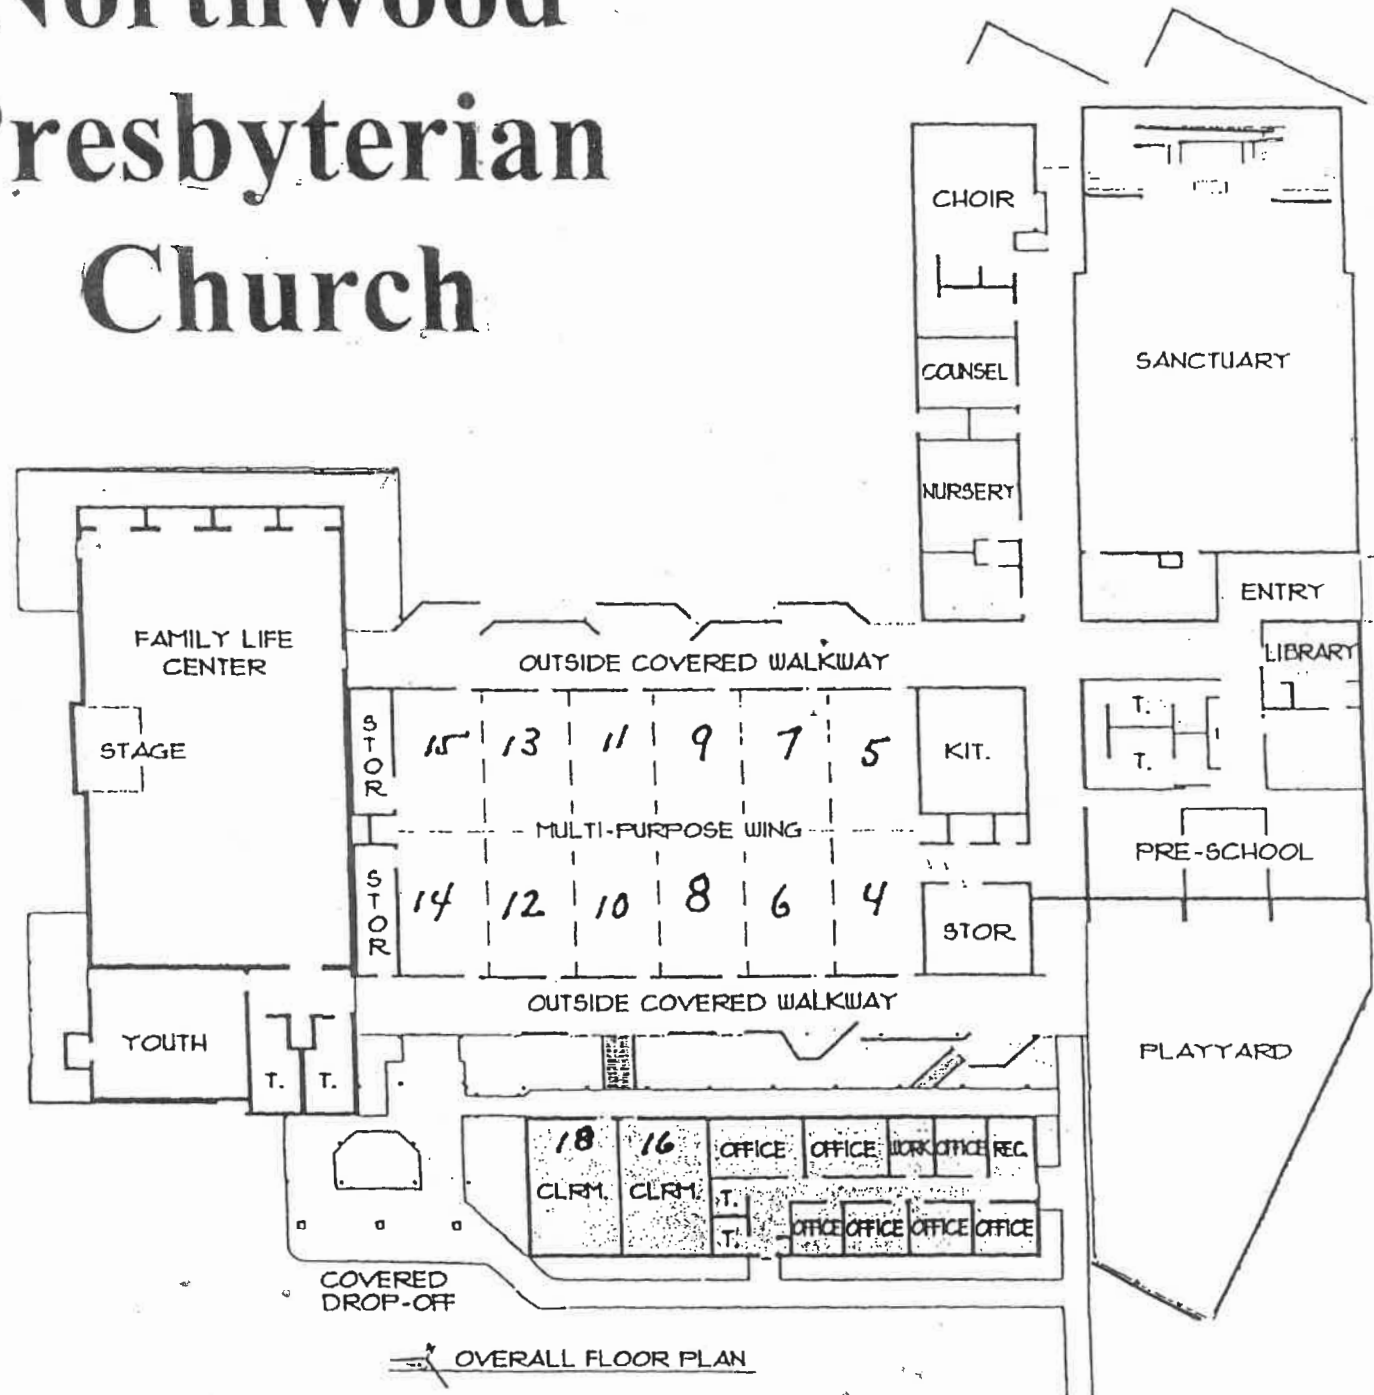 Northwood
Presbyterian
Church
CHOIR
SANCTUARY
COUNSEL
NURSERY
ENTRY
LIBRARY
FAMILY LIFE
CENTER
STAGE
OUTSIDE COVERED WALKWAY
STOR
15 13 11 9 7 5
KIT.
T.
T.
MULTI-PURPOSE WING
PRE-SCHOOL
STOR
14 12 10 8 6 4
STOR
OUTSIDE COVERED WALKWAY
YOUTH
T. T.
PLAYYARD
18 16
CLRM. CLRM.
OFFICE OFFICE WORK OFFICE REC.
T.
T.
OFFICE OFFICE OFFICE OFFICE
COVERED
DROP-OFF
OVERALL FLOOR PLAN